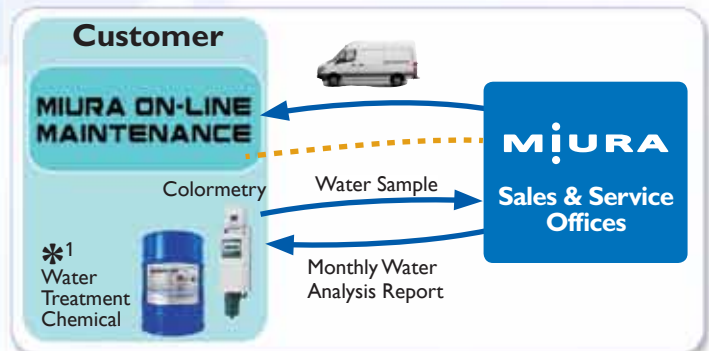 Customer
MIURA ON-LINE
MAINTENANCE
MIURA
Sales & Service
Offices
Colormetry
Water Sample
*1
Water
Treatment
Chemical
Monthly Water
Analysis Report